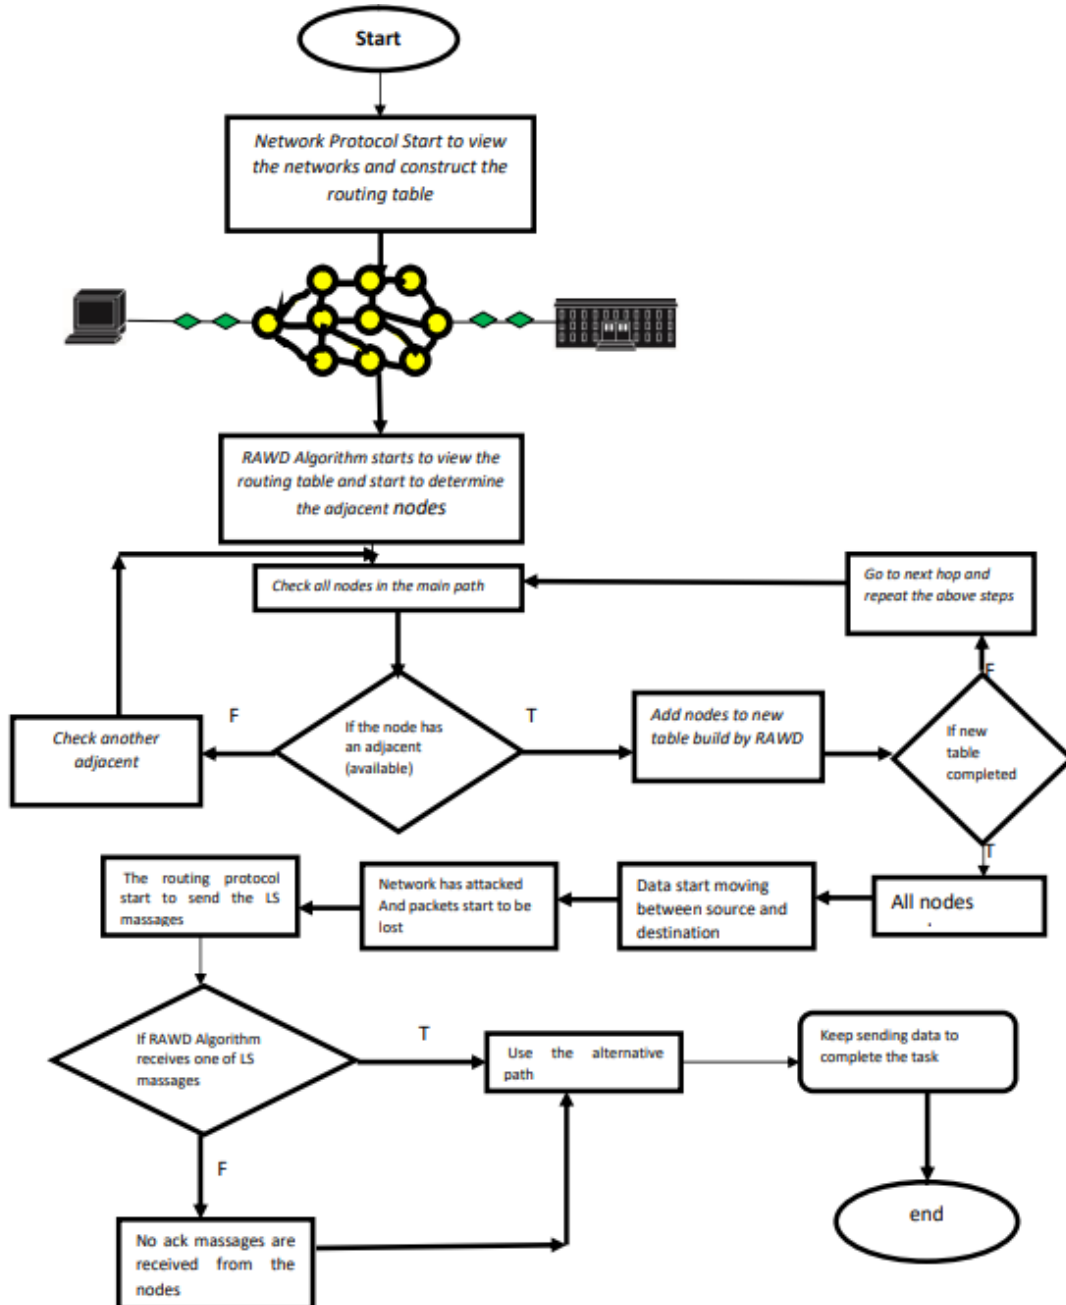 Start
Network Protocol Start to view
the networks and construct the
routing table
RAWD Algorithm starts to view the
routing table and start to determine
the adjacent nodes
Check all nodes in the main path
Go to next hop and
repeat the above steps
F
Check another
adjacent
F
If the node has
an adjacent
(available)
T
Add nodes to new
table build by RAWD
If new
table
completed
T
The routing protocol
start to send the LS
massages
Network has attacked
And packets start to be
lost
Data start moving
between source and
destination
All nodes
.
If RAWD Algorithm
receives one of LS
massages
T
Use the alternative
path
Keep sending data to
complete the task
F
No ack massages are
received from the
nodes
end